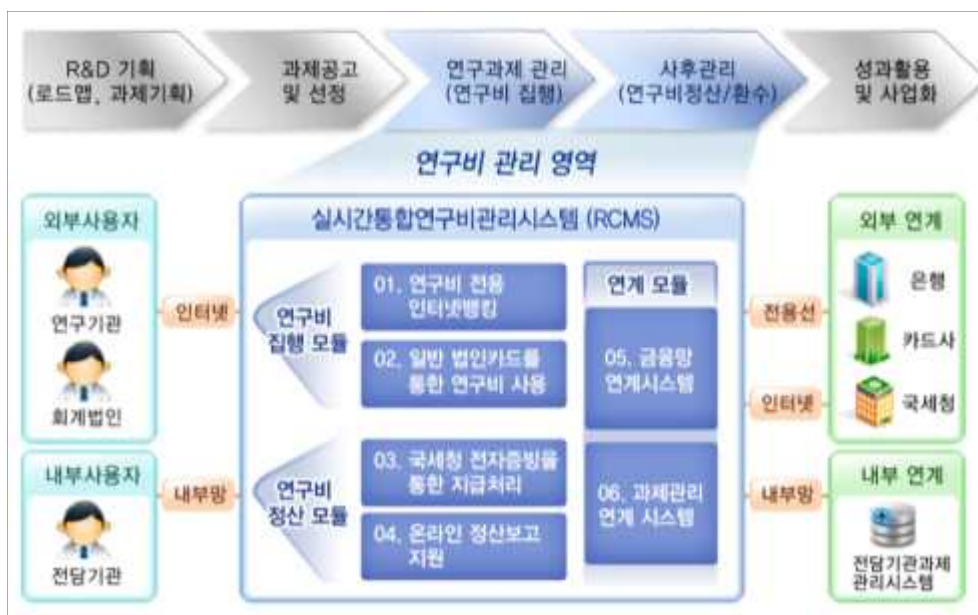 R&D 기획
(로드맵, 과제기획)
과제공고
및 선정
연구과제 관리
(연구비 집행)
사후관리
(연구비정산/환수)
성과활용
및 사업화
연구비 관리 영역
외부사용자
연구기관
회계법인
내부사용자
전담기관
인터넷
내부망
실시간통합연구비관리시스템 (RCMS)
연구비
집행 모듈
01. 연구비 전용
인터넷뱅킹
02. 일반 법인카드를
통한 연구비 사용
연구비
정산 모듈
03. 국세청 전자증빙을
통한 지급처리
04. 온라인 정산보고
지원
연계 모듈
05. 금융망
연계시스템
06. 과제관리
연계 시스템
전용선
인터넷
내부망
외부 연계
은행
카드사
국세청
내부 연계
전담기관과제
관리시스템